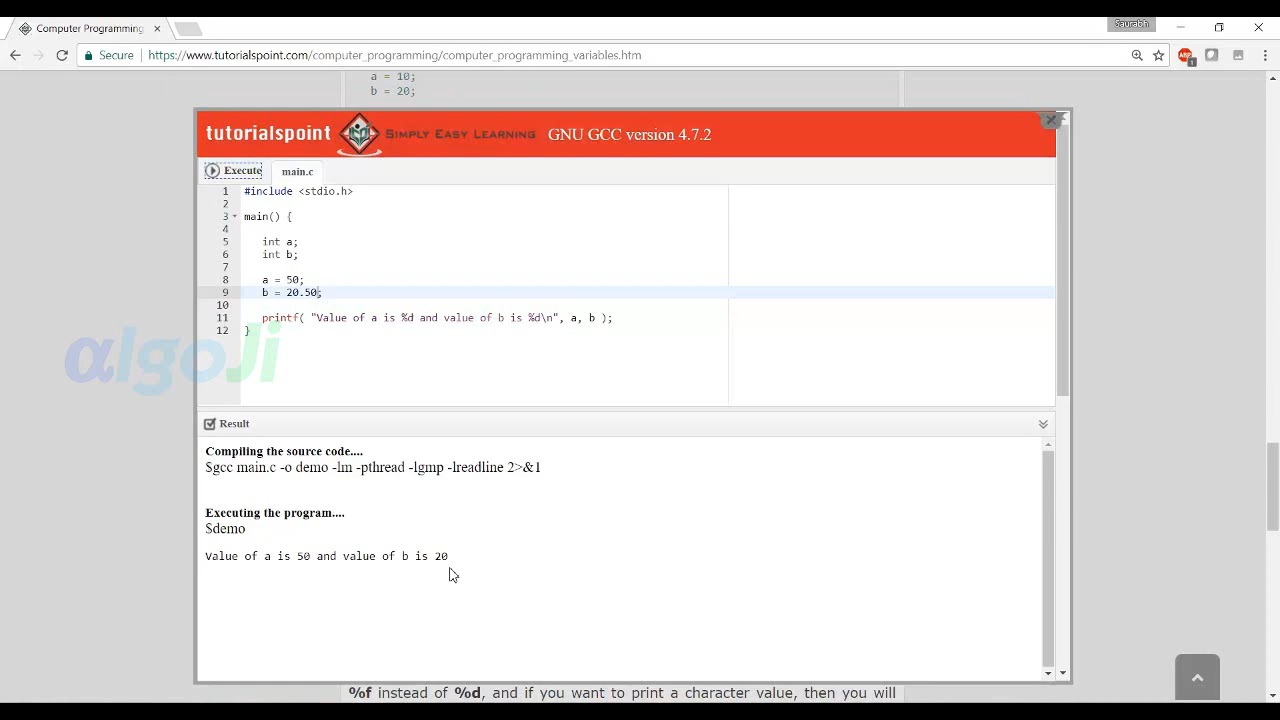 Computer Programming
Saurabh
Secure
https://www.tutorialspoint.com/computer_programming/computer_programming_variables.htm
ABP
1
a = 10;
b = 20;
tutorialspoint
SIMPLY EASY LEARNING
GNU GCC version 4.7.2
Execute
main.c
1 #include <stdio.h>
2
3 main() {
4
5 int a;
6 int b;
7
8 a = 50;
9 b = 20.50;
10
11 printf( "Value of a is %d and value of b is %d\n", a, b );
12 }
αlgoJi
Result
Compiling the source code....
$gcc main.c -o demo -lm -pthread -lgmp -lreadline 2>&1
Executing the program....
$demo
Value of a is 50 and value of b is 20
%f instead of %d, and if you want to print a character value, then you will